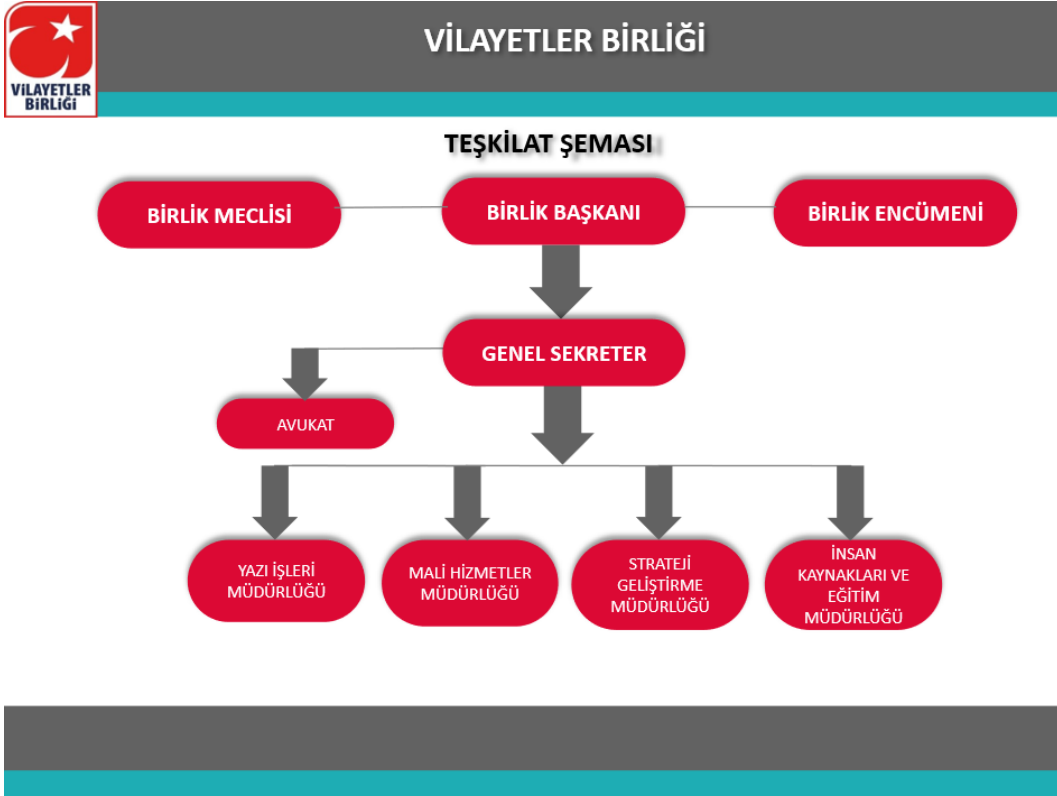 VİLAYETLER
BİRLİĞİ
VİLAYETLER BİRLİĞİ
TEŞKİLAT ŞEMASI
BİRLİK MECLİSİ
BİRLİK BAŞKANI
BİRLİK ENCÜMENİ
GENEL SEKRETER
AVUKAT
YAZI İŞLERİ
MÜDÜRLÜĞÜ
MALİ HİZMETLER
MÜDÜRLÜĞÜ
STRATEJİ
GELİŞTİRME
MÜDÜRLÜĞÜ
İNSAN
KAYNAKLARI VE
EĞİTİM
MÜDÜRLÜĞÜ